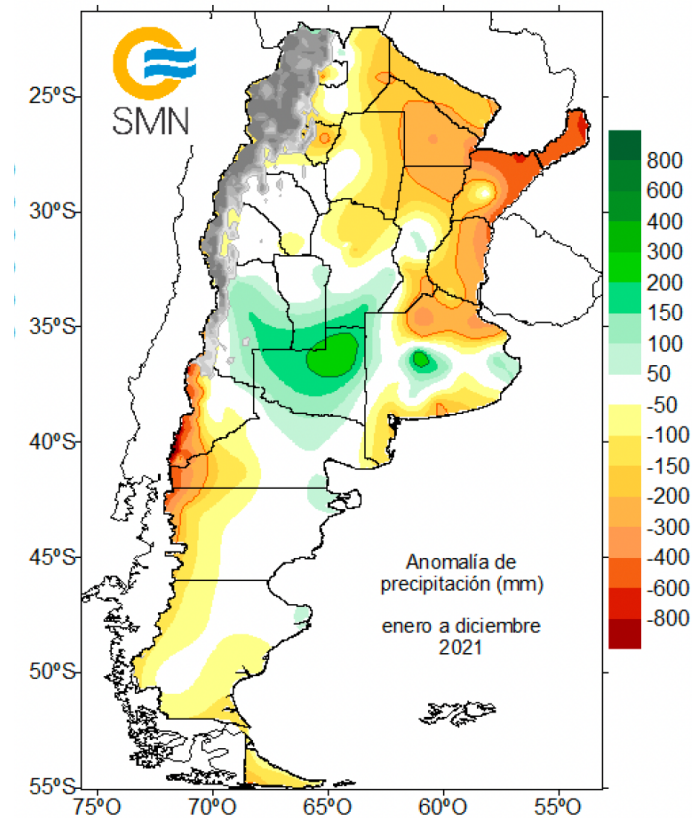 SMN
25ºS
30ºS
35ºS
40ºS
45ºS
50ºS
55ºS
75ºO
70ºO
65ºO
60ºO
55ºO
Anomalía de
precipitación (mm)
enero a diciembre
2021
800
600
400
300
200
150
100
50
-50
-100
-150
-200
-300
-400
-600
-800